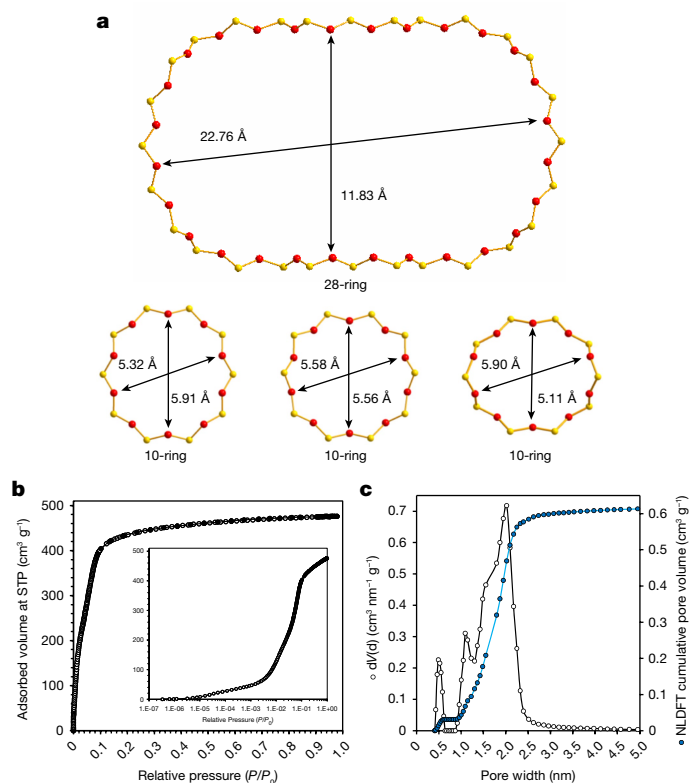 a
22.76 Å
11.83 Å
28-ring
5.32 Å
5.91 Å
10-ring
5.58 Å
5.56 Å
10-ring
5.90 Å
5.11 Å
10-ring
b
Adsorbed volume at STP (cm³ g⁻¹)
500
400
300
200
100
0
0
0.1
0.2
0.3
0.4
0.5
0.6
0.7
0.8
0.9
1.0
Relative pressure (P/P₀)
500
400
300
200
100
0
1.E-07
1.E-06
1.E-05
1.E-04
1.E-03
1.E-02
1.E-01
1.E+00
Relative Pressure (P/P₀)
c
dV(d) (cm³ nm⁻¹ g⁻¹)
0.7
0.6
0.5
0.4
0.3
0.2
0.1
0
0
0.5
1.0
1.5
2.0
2.5
3.0
3.5
4.0
4.5
5.0
Pore width (nm)
0.6
0.5
0.4
0.3
0.2
0.1
0
NLDFT cumulative pore volume (cm³ g⁻¹)